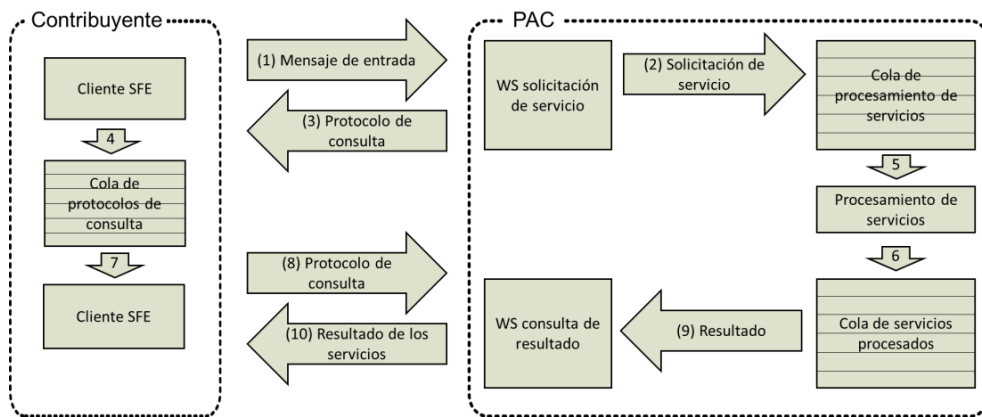 Contribuyente
PAC
Cliente SFE
4
Cola de
protocolos de
consulta
7
Cliente SFE
(1) Mensaje de entrada
(3) Protocolo de
consulta
(8) Protocolo de
consulta
(10) Resultado de los
servicios
WS solicitación
de servicio
(2) Solicitación de
servicio
Cola de
procesamiento de
servicios
5
Procesamiento de
servicios
6
Cola de servicios
procesados
(9) Resultado
WS consulta de
resultado